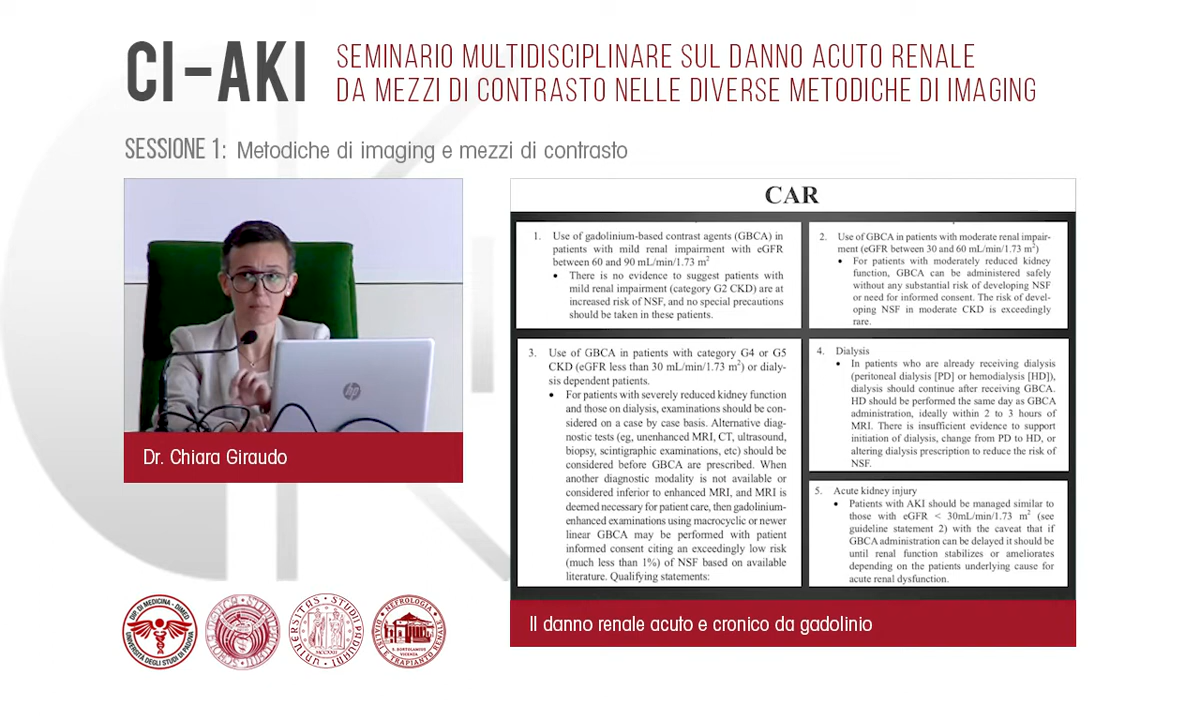 CI-AKI
SEMINARIO MULTIDISCIPLINARE SUL DANNO ACUTO RENALE
DA MEZZI DI CONTRASTO NELLE DIVERSE METODICHE DI IMAGING
SESSIONE 1: Metodiche di imaging e mezzi di contrasto
hp
Dr. Chiara Giraudo
CAR
1. Use of gadolinium-based contrast agents (GBCA) in
patients with mild renal impairment with eGFR
between 60 and 90 mL/min/1.73 m²
• There is no evidence to suggest patients with
mild renal impairment (category G2 CKD) are at
increased risk of NSF, and no special precautions
should be taken in these patients.
2. Use of GBCA in patients with moderate renal impair-
ment (eGFR between 30 and 60 mL/min/1.73 m²)
• For patients with moderately reduced kidney
function, GBCA can be administered safely
without any substantial risk of developing NSF
or need for informed consent. The risk of devel-
oping NSF in moderate CKD is exceedingly
rare.
3. Use of GBCA in patients with category G4 or G5
CKD (eGFR less than 30 mL/min/1.73 m²) or dialy-
sis dependent patients.
• For patients with severely reduced kidney function
and those on dialysis, examinations should be con-
sidered on a case by case basis. Alternative diag-
nostic tests (eg, unenhanced MRI, CT, ultrasound,
biopsy, scintigraphic examinations, etc) should be
considered before GBCA are prescribed. When
another diagnostic modality is not available or
considered inferior to enhanced MRI, and MRI is
deemed necessary for patient care, then gadolinium-
enhanced examinations using macrocyclic or newer
linear GBCA may be performed with patient
informed consent citing an exceedingly low risk
(much less than 1%) of NSF based on available
literature. Qualifying statements:
4. Dialysis
• In patients who are already receiving dialysis
(peritoneal dialysis [PD] or hemodialysis [HD]),
dialysis should continue after receiving GBCA.
HD should be performed the same day as GBCA
administration, ideally within 2 to 3 hours of
MRI. There is insufficient evidence to support
initiation of dialysis, change from PD to HD, or
altering dialysis prescription to reduce the risk of
NSF.
5. Acute kidney injury
• Patients with AKI should be managed similar to
those with eGFR < 30mL/min/1.73 m² (see
guideline statement 2) with the caveat that if
GBCA administration can be delayed it should be
until renal function stabilizes or ameliorates
depending on the patients underlying cause for
acute renal dysfunction.
Il danno renale acuto e cronico da gadolinio
DIP. DI MEDICINA - DIMED
UNIVERSITÀ DEGLI STUDI DI PADOVA
UNIVERSITAS STUDII PADUANI
NEFROLOGIA
DIALISI E TRAPIANTO RENALE
S. BORTOLO
VICENZA